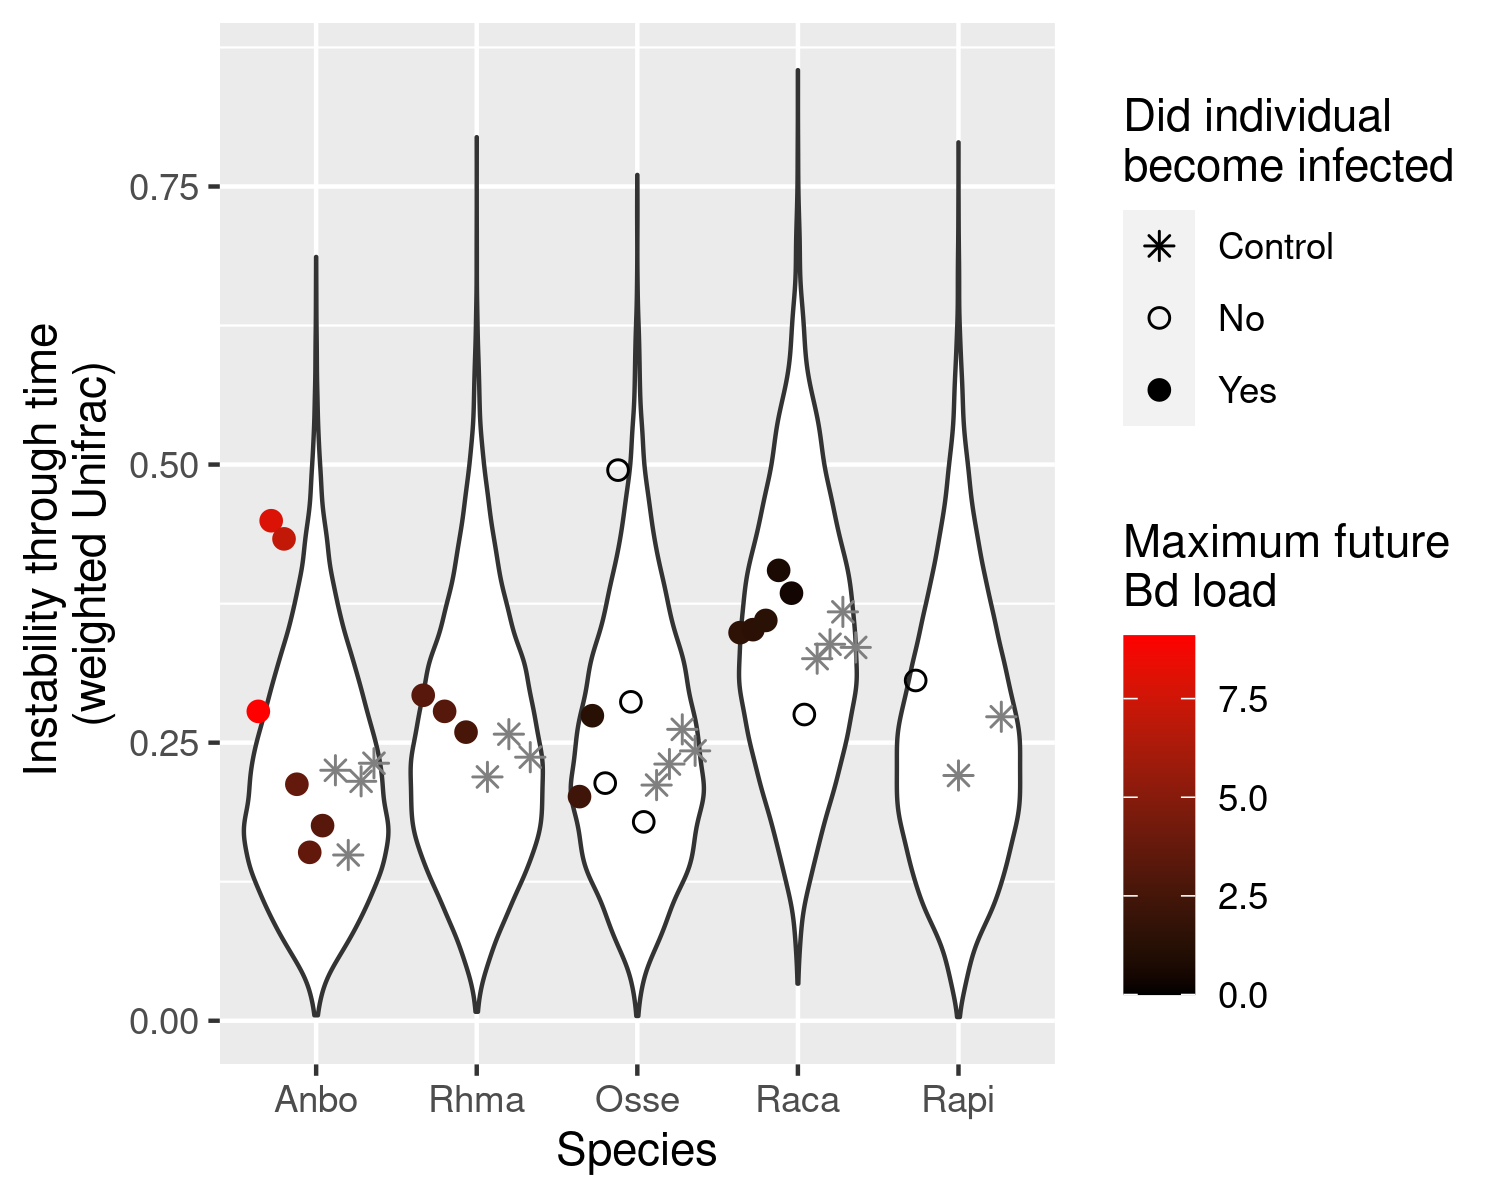 Instability through time
(weighted Unifrac)
0.75
0.50
0.25
0.00
Anbo Rhma Osse Raca Rapi
Species
Did individual
become infected
Control
No
Yes
Maximum future
Bd load
7.5
5.0
2.5
0.0